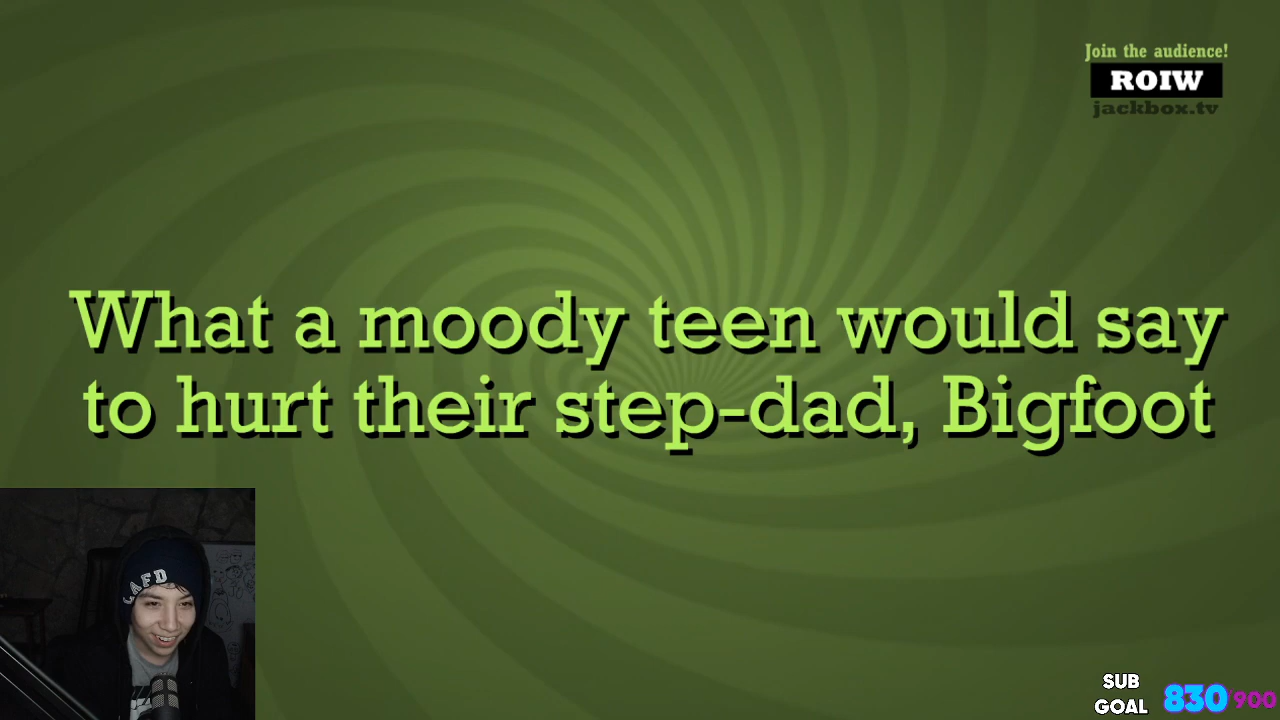 Join the audience!
ROIW
jackbox.tv
What a moody teen would say
to hurt their step-dad, Bigfoot
LAFD
SUB
GOAL
830/900